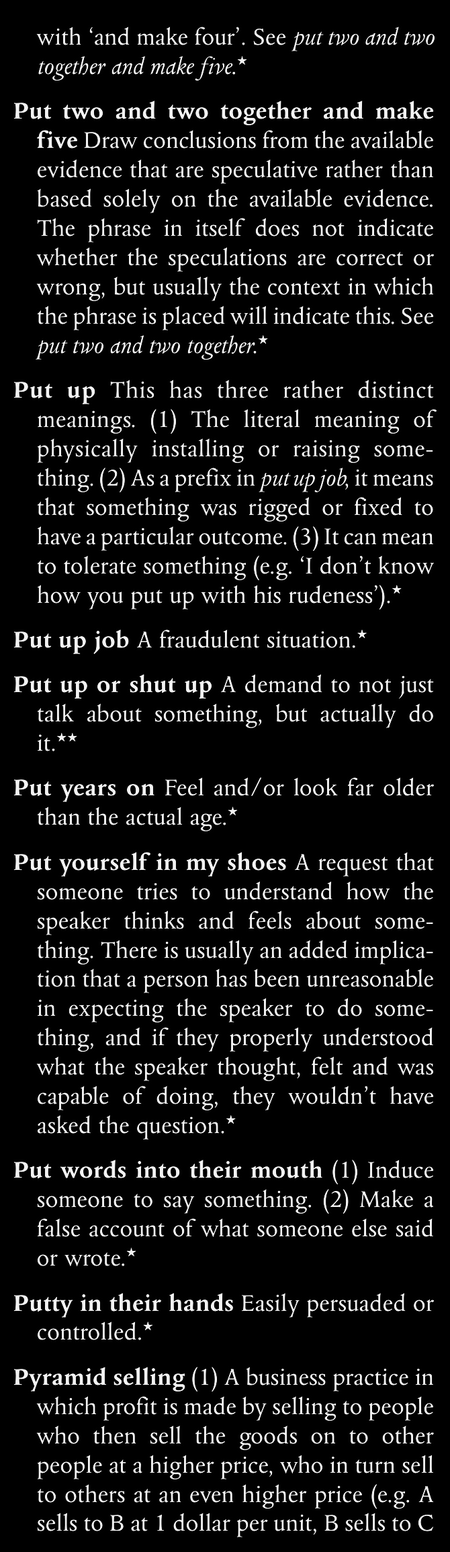 with ‘and make four’. See put two and two
together and make five.★
Put two and two together and make
five Draw conclusions from the available
evidence that are speculative rather than
based solely on the available evidence.
The phrase in itself does not indicate
whether the speculations are correct or
wrong, but usually the context in which
the phrase is placed will indicate this. See
put two and two together.★
Put up This has three rather distinct
meanings. (1) The literal meaning of
physically installing or raising some-
thing. (2) As a prefix in put up job, it means
that something was rigged or fixed to
have a particular outcome. (3) It can mean
to tolerate something (e.g. ‘I don’t know
how you put up with his rudeness’).★
Put up job A fraudulent situation.★
Put up or shut up A demand to not just
talk about something, but actually do
it.★★
Put years on Feel and/or look far older
than the actual age.★
Put yourself in my shoes A request that
someone tries to understand how the
speaker thinks and feels about some-
thing. There is usually an added implica-
tion that a person has been unreasonable
in expecting the speaker to do some-
thing, and if they properly understood
what the speaker thought, felt and was
capable of doing, they wouldn’t have
asked the question.★
Put words into their mouth (1) Induce
someone to say something. (2) Make a
false account of what someone else said
or wrote.★
Putty in their hands Easily persuaded or
controlled.★
Pyramid selling (1) A business practice in
which profit is made by selling to people
who then sell the goods on to other
people at a higher price, who in turn sell
to others at an even higher price (e.g. A
sells to B at 1 dollar per unit, B sells to C